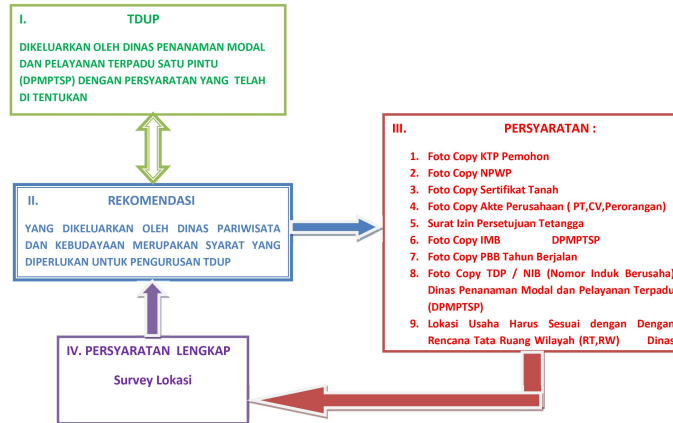 I. TDUP
DIKELUARKAN OLEH DINAS PENANAMAN MODAL
DAN PELAYANAN TERPADU SATU PINTU
(DPMPTSP) DENGAN PERSYARATAN YANG TELAH
DI TENTUKAN
II. REKOMENDASI
YANG DIKELUARKAN OLEH DINAS PARIWISATA
DAN KEBUDAYAAN MERUPAKAN SYARAT YANG
DIPERLUKAN UNTUK PENGURUSAN TDUP
III. PERSYARATAN :
1. Foto Copy KTP Pemohon
2. Foto Copy NPWP
3. Foto Copy Sertifikat Tanah
4. Foto Copy Akte Perusahaan ( PT,CV,Perorangan)
5. Surat Izin Persetujuan Tetangga
6. Foto Copy IMB DPMPTSP
7. Foto Copy PBB Tahun Berjalan
8. Foto Copy TDP / NIB (Nomor Induk Berusaha)
Dinas Penanaman Modal dan Pelayanan Terpadu
(DPMPTSP)
9. Lokasi Usaha Harus Sesuai dengan Dengan
Rencana Tata Ruang Wilayah (RT,RW) Dinas
IV. PERSYARATAN LENGKAP
Survey Lokasi